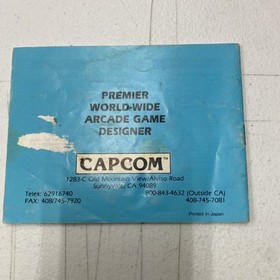 PREMIER
WORLD-WIDE
ARCADE GAME
DESIGNER
CAPCOM™
1283-C Old Mountain View/Alviso Road
Sunnyvale, CA 94089
Telex: 62916740
800-843-4632 (Outside CA)
FAX: 408/745-7920
408-745-7081
Printed in Japan